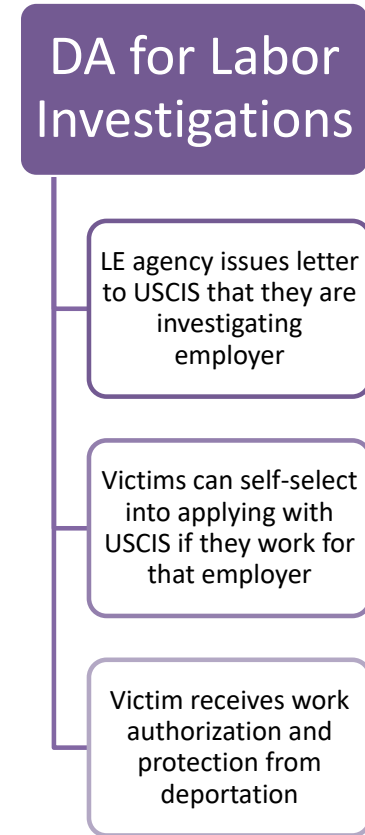 DA for Labor
Investigations
LE agency issues letter
to USCIS that they are
investigating
employer
Victims can self-select
into applying with
USCIS if they work for
that employer
Victim receives work
authorization and
protection from
deportation